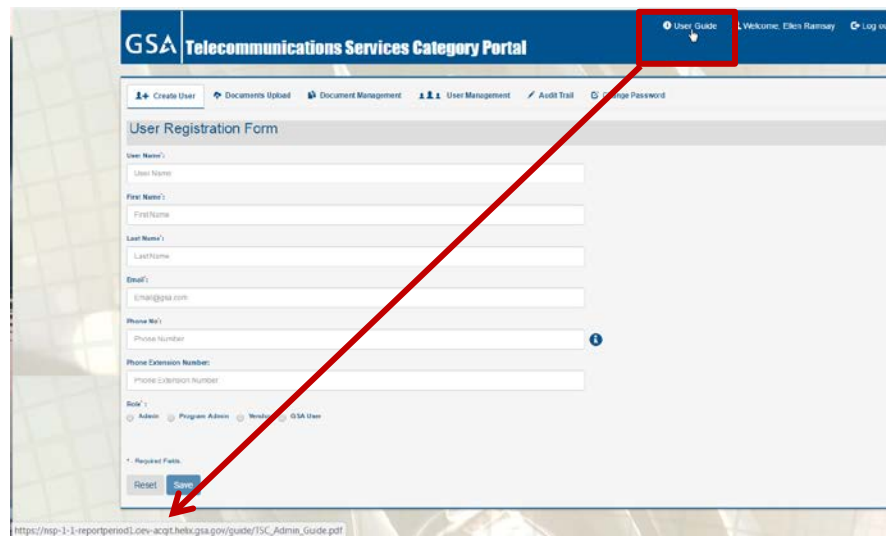 User Guide Welcome, Ellen Ramsay Log ou
GSA Telecommunications Services Category Portal
Create User Documents Upload Document Management User Management Audit Trail Change Password
User Registration Form
User Name*:
User Name
First Name*:
FirstName
Last Name*:
LastName
Email*:
Email@gsa.com
Phone No*:
Phone Number
Phone Extension Number:
Phone Extension Number
Role* :
Admin Program Admin Vendor GSA User
* - Required Fields.
Reset Save
https://nsp-1-1-reportperiod1.dev-acqit.helix.gsa.gov/guide/TSC_Admin_Guide.pdf